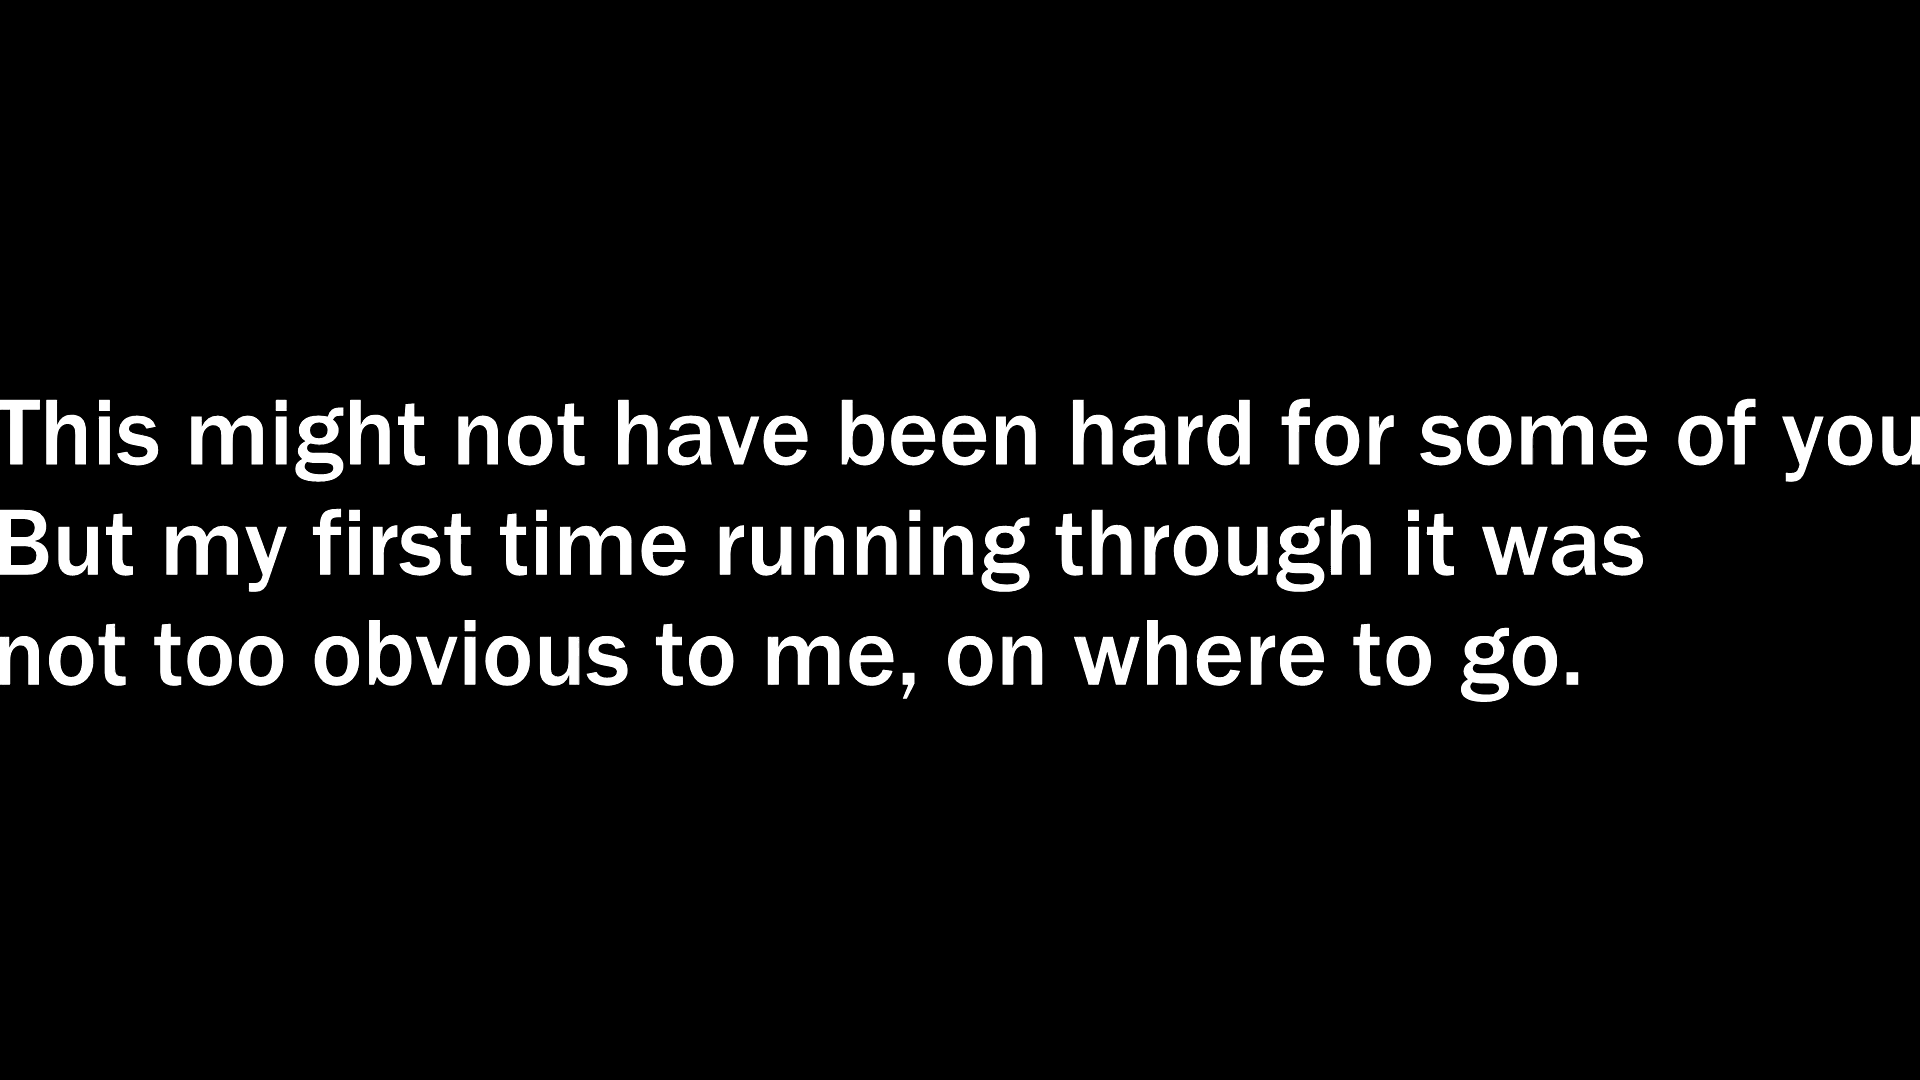 This might not have been hard for some of you
But my first time running through it was
not too obvious to me, on where to go.